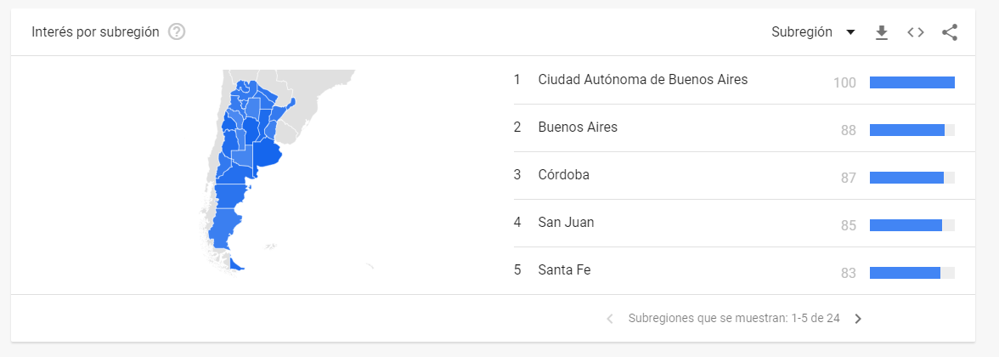 Interés por subregión
Subregión
1 Ciudad Autónoma de Buenos Aires 100
2 Buenos Aires 88
3 Córdoba 87
4 San Juan 85
5 Santa Fe 83
Subregiones que se muestran: 1-5 de 24